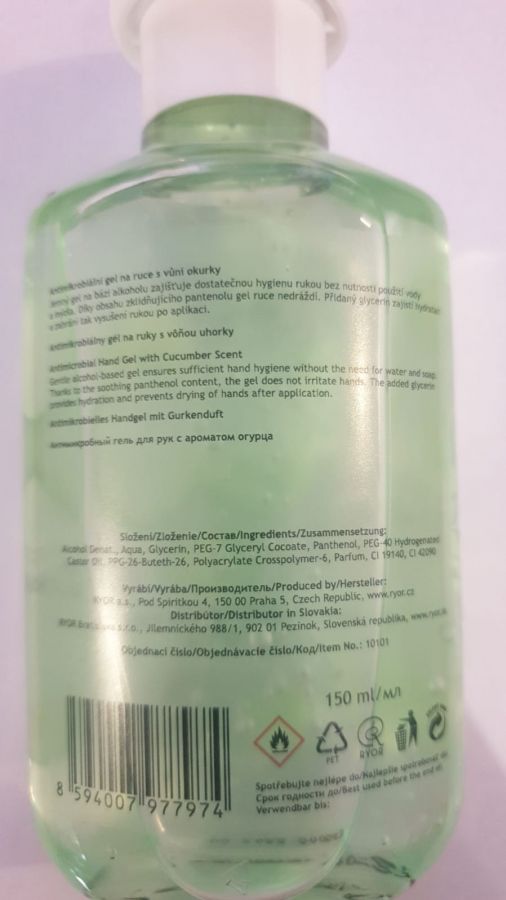 Antimikrobiální gel na ruce s vůní okurky
Jemný gel na bázi alkoholu zajišťuje dostatečnou hygienu rukou bez nutnosti použití vody
a mýdla. Díky obsahu zklidňujícího pantenolu gel ruce nedráždí. Přidaný glycerin zajistí hydrataci
a zabrání tak vysušení rukou po aplikaci.
Antimikrobiálny gél na ruky s vôňou uhorky
Antimicrobial Hand Gel with Cucumber Scent
Gentle alcohol-based gel ensures sufficient hand hygiene without the need for water and soap.
Thanks to the soothing panthenol content, the gel does not irritate hands. The added glycerin
provides hydration and prevents drying of hands after application.
Antimikrobielles Handgel mit Gurkenduft
Антимикробный гель для рук с ароматом огурца
Složení/Zloženie/Состав/Ingredients/Zusammensetzung:
Alcohol Denat., Aqua, Glycerin, PEG-7 Glyceryl Cocoate, Panthenol, PEG-40 Hydrogenated
Castor Oil, PPG-26-Buteth-26, Polyacrylate Crosspolymer-6, Parfum, CI 19140, CI 42090
Vyrábí/Vyrába/Производитель/Produced by/Hersteller:
RYOR a.s., Pod Spiritkou 4, 150 00 Praha 5, Czech Republic, www.ryor.cz
Distribútor/Distributor in Slovakia:
RYOR Bratislava s.r.o., Jilemnického 988/1, 902 01 Pezinok, Slovenská republika, www.ryor.sk
Objednací číslo/Objednávacie číslo/Код/Item No.: 10101
150 ml/мл
PET
RYOR
8 594007 977974
Spotřebujte nejlépe do/Najlepšie spotrebovať do
Срок годности до/Best used before the end of:
Verwendbar bis: